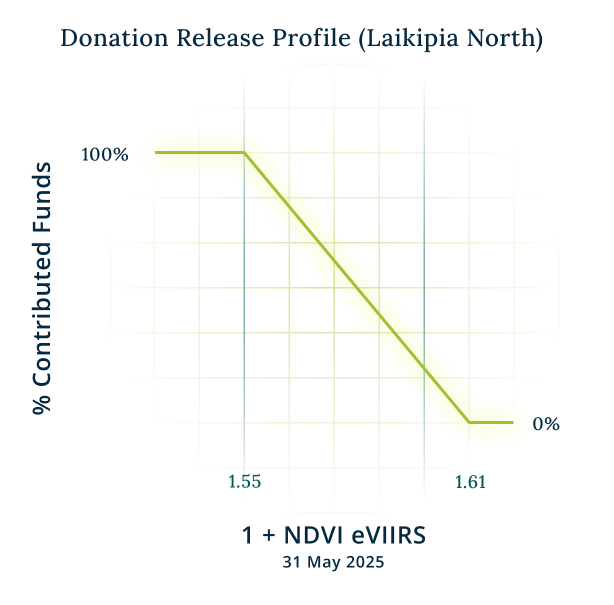 Donation Release Profile (Laikipia North)
100%
% Contributed Funds
0%
1.55
1.61
1 + NDVI eVIIRS
31 May 2025